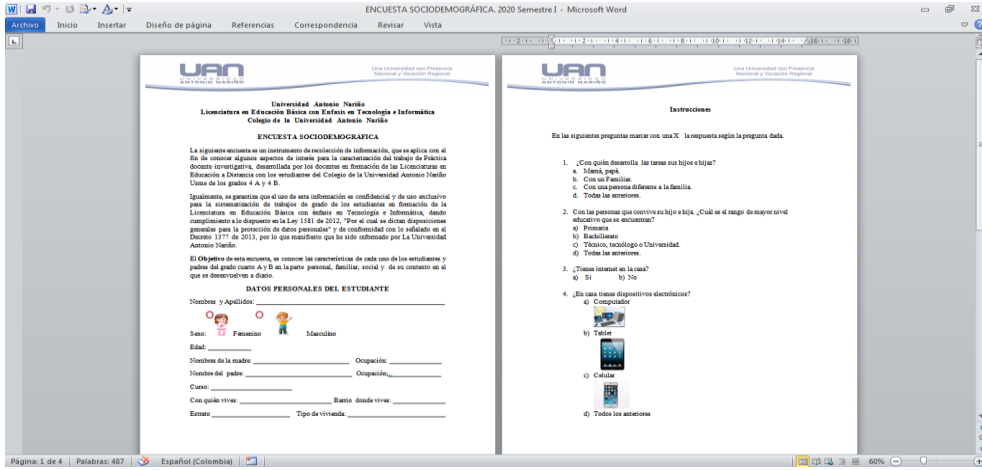 ENCUESTA SOCIODEMOGRÁFICA. 2020 Semestre I - Microsoft Word
Archivo Inicio Insertar Diseño de página Referencias Correspondencia Revisar Vista
UAN
UNIVERSIDAD
ANTONIO NARIÑO
Una Universidad con Presencia
Nacional y Vocación Regional
Universidad Antonio Nariño
Licenciatura en Educación Básica con Enfasis en Tecnología e Informática
Colegio de la Universidad Antonio Nariño
ENCUESTA SOCIODEMOGRÁFICA
La siguiente encuesta es un instrumento de recolección de información, que se aplica con el
fin de conocer algunos aspectos de interés para la caracterización del trabajo de Práctica
docente investigativa, desarrollada por los docentes en formación de las Licenciaturas en
Educación a Distancia con los estudiantes del Colegio de la Universidad Antonio Nariño
Usme de los grados 4 A y 4 B.
Igualmente, se garantiza que el uso de esta información es confidencial y de uso exclusivo
para la sistematización de trabajos de grado de los estudiantes en formación de la
Licenciatura en Educación Básica con énfasis en Tecnología e Informática, dando
cumplimiento a lo dispuesto en la Ley 1581 de 2012, "Por el cual se dictan disposiciones
generales para la protección de datos personales" y de conformidad con lo señalado en el
Decreto 1377 de 2013, por lo que manifiesto que ha sido informado por La Universidad
Antonio Nariño.
El Objetivo de esta encuesta, es conocer las características de cada uno de los estudiantes y
padres del grado cuarto A y B en la parte personal, familiar, social y de su contexto en el
que se desenvuelven a diario.
DATOS PERSONALES DEL ESTUDIANTE
Nombres y Apellidos:
Sexo: Femenino Masculino
Edad:
Nombres de la madre: Ocupación:
Nombre del padre: Ocupación:
Curso:
Con quién vives: Barrio donde vives:
Estrato Tipo de vivienda:
UAN
UNIVERSIDAD
ANTONIO NARIÑO
Una Universidad con Presencia
Nacional y Vocación Regional
Instrucciones
En las siguientes preguntas marcar con una X la respuesta según la pregunta dada.
1. ¿Con quién desarrolla las tareas sus hijos e hijas?
a. Mamá, papá.
b. Con un Familiar.
c. Con una persona diferente a la familia.
d. Todas las anteriores.
2. Con las personas que convive su hijo e hija. ¿Cuál es el rango de mayor nivel
educativo que se encuentran?
a) Primaria
b) Bachillerato
c) Técnico, tecnólogo o Universidad.
d) Todas las anteriores.
3. ¿Tienes internet en la casa?
a) Si b) No
4. ¿En casa tienes dispositivos electrónicos?
a) Computador
b) Tablet
c) Celular
d) Todos los anteriores
Página: 1 de 4 Palabras: 487 Español (Colombia) 60%